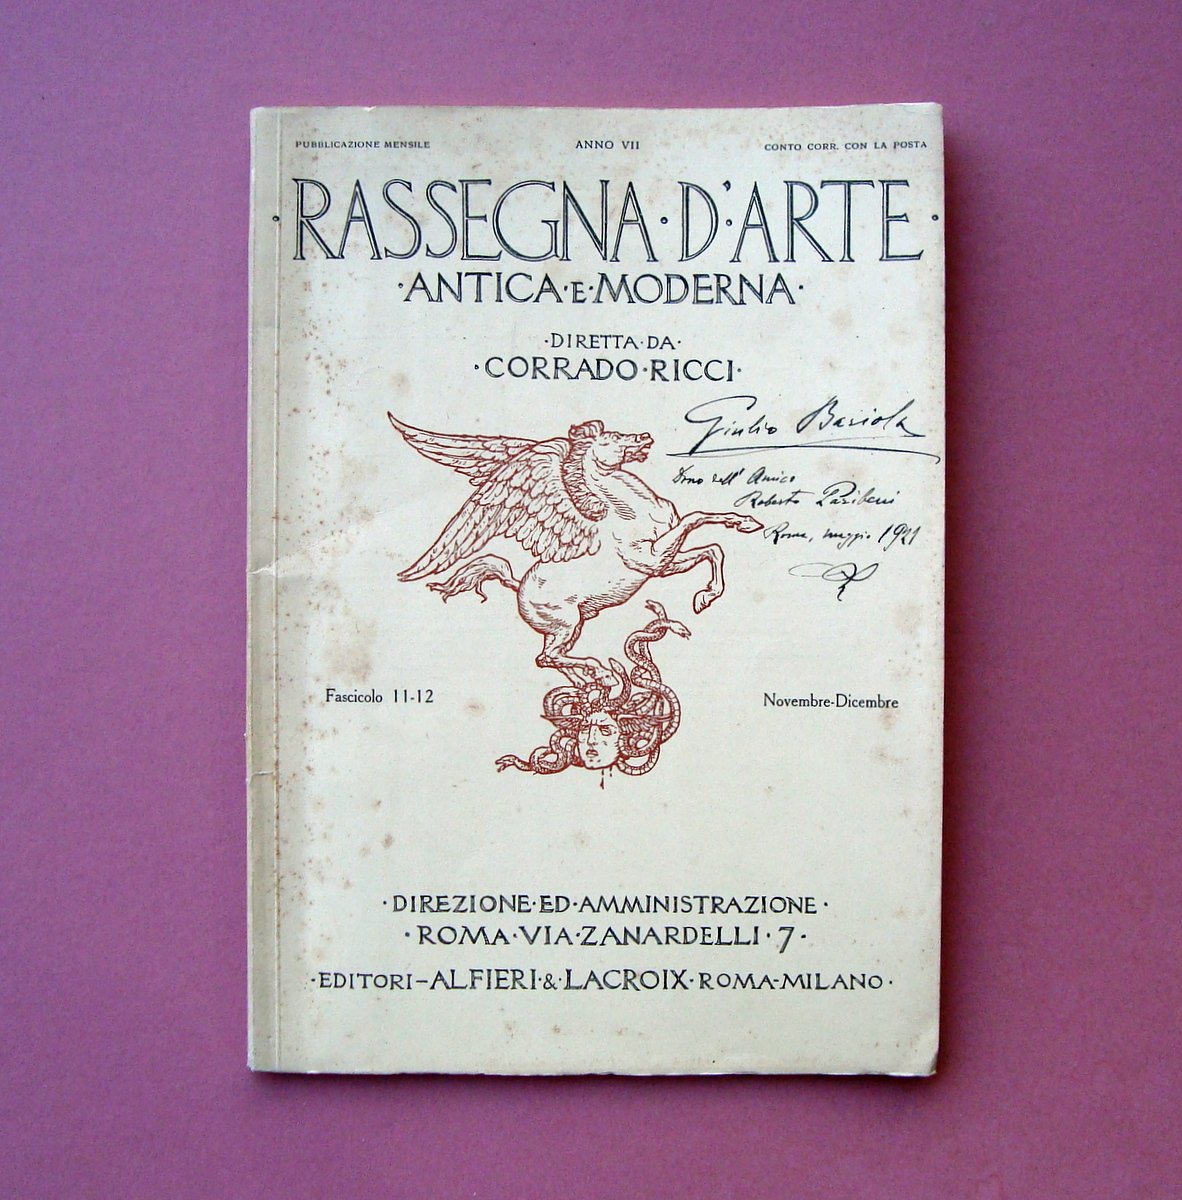 PUBBLICAZIONE MENSILE ANNO VII CONTO CORR. CON LA POSTA
·RASSEGNA·D'ARTE·
·ANTICA·E·MODERNA·
·DIRETTA·DA·
·CORRADO·RICCI·
Giulio Bariola
Dono dell'Amico
Roberto Paribeni
Roma, maggio 1921
Fascicolo 11-12 Novembre-Dicembre
·DIREZIONE·ED·AMMINISTRAZIONE·
·ROMA·VIA·ZANARDELLI·7·
·EDITORI-ALFIERI·&·LACROIX·ROMA-MILANO·